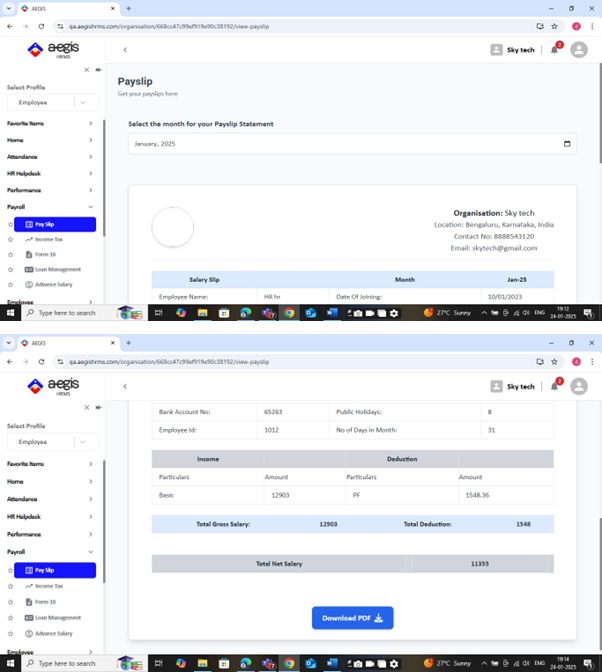 AEGIS
qa.aegishrms.com/organisation/668cc47c99ef919e90c38192/view-payslip
aegis
HRMS
Sky tech
2
Select Profile
Employee
Favorite Items
Home
Attendance
HR Helpdesk
Performance
Payroll
Pay Slip
Income Tax
Form-16
Loan Management
Advance Salary
Employee
Payslip
Get your payslips here
Select the month for your Payslip Statement
January, 2025
Organisation: Sky tech
Location: Bengaluru, Karnataka, India
Contact No: 8888543120
Email: skytech@gmail.com
Salary Slip Month Jan-25
Employee Name: HR hr Date Of Joining: 10/01/2023
Type here to search
27°C Sunny
ENG
19:12
24-01-2025
AEGIS
qa.aegishrms.com/organisation/668cc47c99ef919e90c38192/view-payslip
aegis
HRMS
Sky tech
2
Select Profile
Employee
Favorite Items
Home
Attendance
HR Helpdesk
Performance
Payroll
Pay Slip
Income Tax
Form-16
Loan Management
Advance Salary
Employee
Bank Account No: 65263 Public Holidays: 8
Employee Id: 1012 No of Days in Month: 31
Income Deduction
Particulars Amount Particulars Amount
Basic 12903 PF 1548.36
Total Gross Salary: 12903 Total Deduction: 1548
Total Net Salary 11355
Download PDF
Type here to search
27°C Sunny
ENG
19:14
24-01-2025